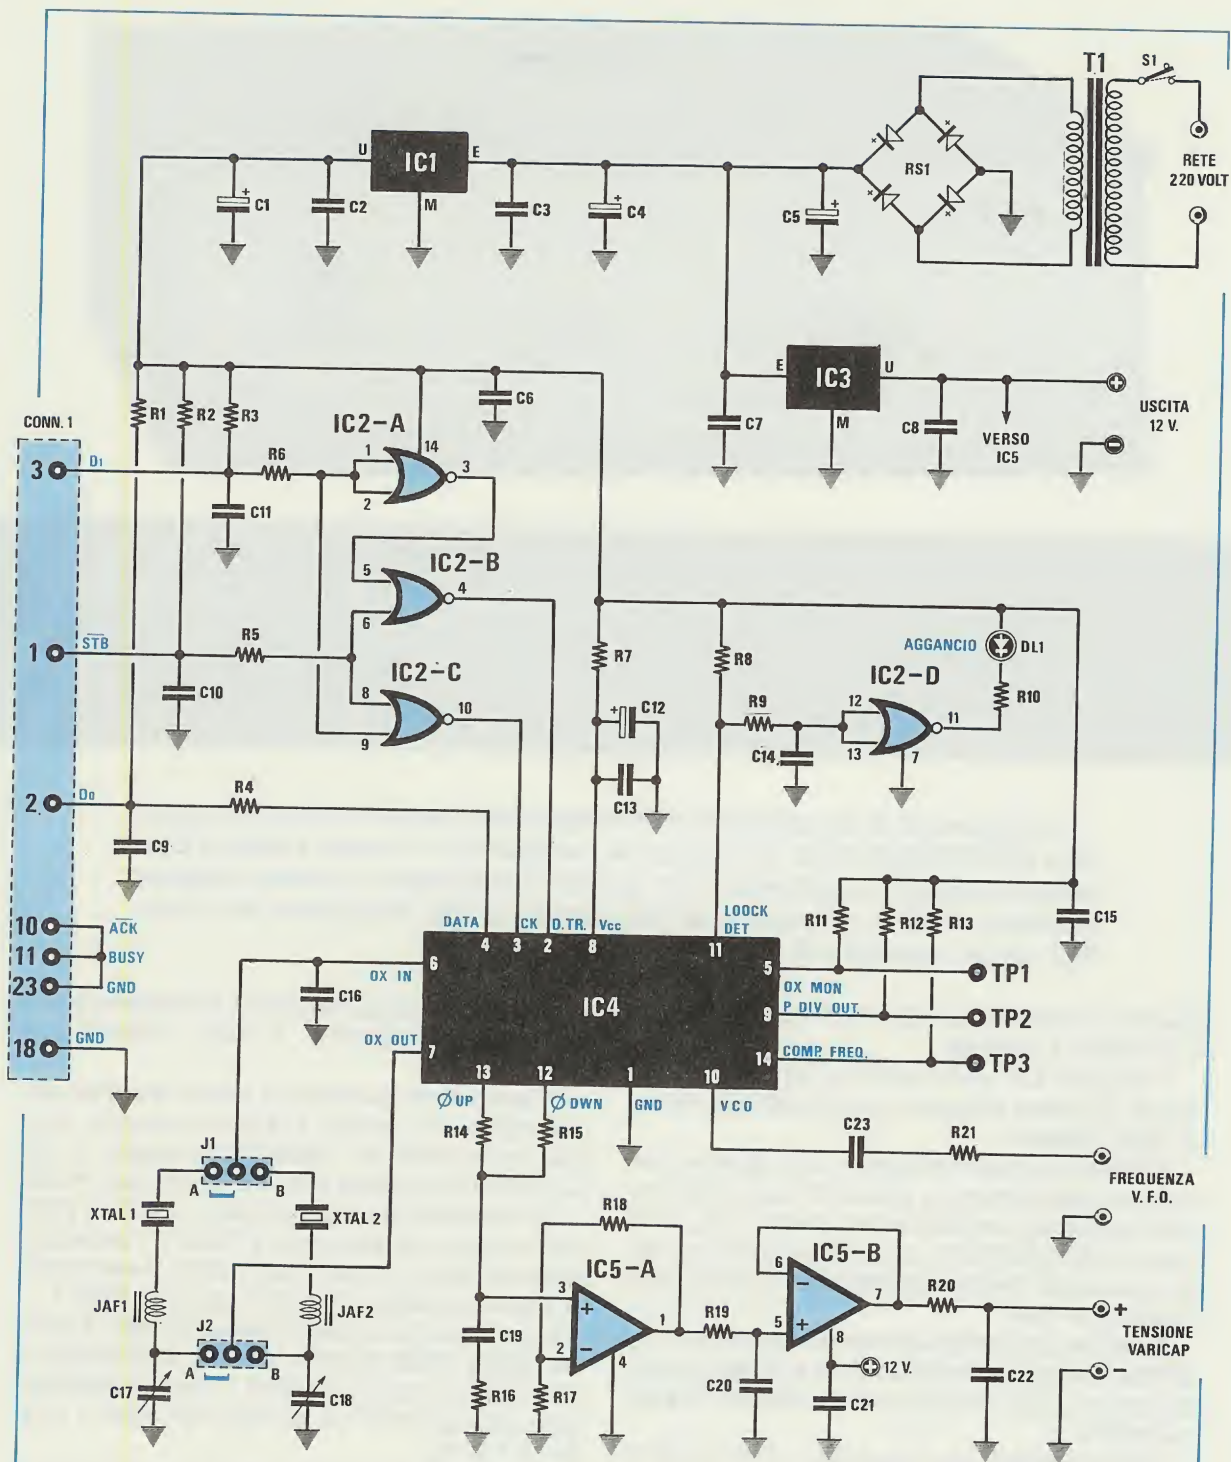 T1
S1
RETE
220 VOLT
RS1
U
IC1
E
M
C1
C2
C3
C4
C5
E
IC3
U
M
C7
C8
VERSO
IC5
USCITA
12 V.
CONN. 1
R1
R2
R3
C6
IC2-A
3
D1
R6
1
2
14
3
C11
IC2-B
5
6
4
1
STB
R5
C10
IC2-C
8
9
10
R7
R8
AGGANCIO
DL1
R10
IC2-D
R9
12
13
11
7
C14
C12
C13
2
D0
R4
C9
10
ACK
11
BUSY
23
GND
18
GND
DATA
CK
D.TR.
Vcc
LOOCK
DET
4
3
2
8
11
R11
R12
R13
C15
6
OX IN
C16
OX OUT
7
IC4
5
OX MON
TP1
9
P DIV OUT.
TP2
14
COMP. FREQ.
TP3
13
12
1
10
Ø UP
Ø DWN
GND
VCO
R14
R15
C23
R21
FREQUENZA
V. F. O.
J1
A
B
XTAL 1
XTAL 2
JAF1
JAF2
J2
A
B
C17
C18
R18
IC5-A
3
+
2
−
1
4
C19
R16
R17
R19
C20
IC5-B
6
−
5
+
7
8
12 V.
C21
R20
C22
+
TENSIONE
VARICAP
−